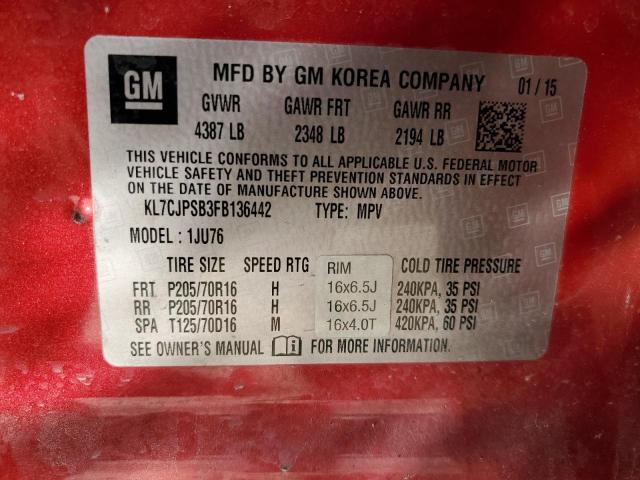 GM MFD BY GM KOREA COMPANY 01/15
GVWR GAWR FRT GAWR RR
4387 LB 2348 LB 2194 LB
THIS VEHICLE CONFORMS TO ALL APPLICABLE U.S. FEDERAL MOTOR
VEHICLE SAFETY AND THEFT PREVENTION STANDARDS IN EFFECT
ON THE DATE OF MANUFACTURE SHOWN ABOVE.
KL7CJPSB3FB136442 TYPE: MPV
MODEL : 1JU76
TIRE SIZE SPEED RTG RIM COLD TIRE PRESSURE
FRT P205/70R16 H 16x6.5J 240KPA, 35 PSI
RR P205/70R16 H 16x6.5J 240KPA, 35 PSI
SPA T125/70D16 M 16x4.0T 420KPA, 60 PSI
SEE OWNER'S MANUAL FOR MORE INFORMATION.